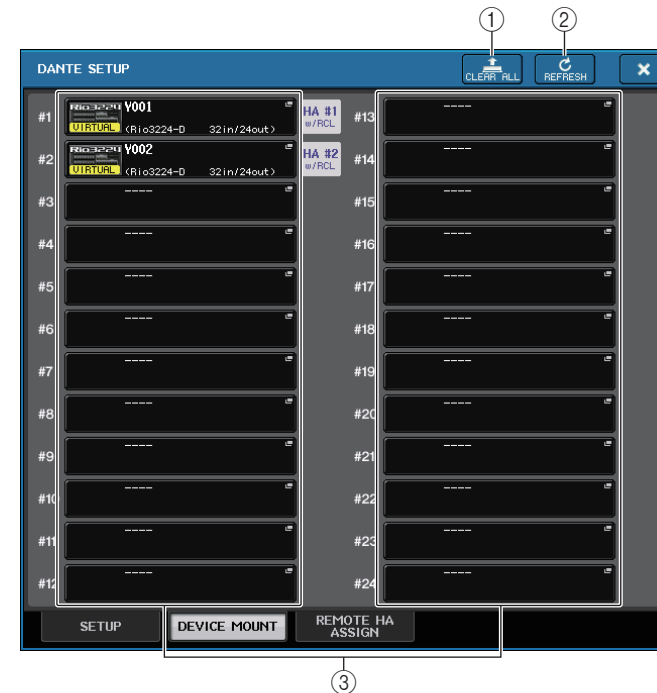 ① ②
DANTE SETUP CLEAR ALL REFRESH ×
#1 Rio3224 VIRTUAL Y001 (Rio3224-D 32in/24out) HA #1 w/RCL #13 ----
#2 Rio3224 VIRTUAL Y002 (Rio3224-D 32in/24out) HA #2 w/RCL #14 ----
#3 ---- #15 ----
#4 ---- #16 ----
#5 ---- #17 ----
#6 ---- #18 ----
#7 ---- #19 ----
#8 ---- #20 ----
#9 ---- #21 ----
#10 ---- #22 ----
#11 ---- #23 ----
#12 ---- #24 ----
SETUP DEVICE MOUNT REMOTE HA ASSIGN
③